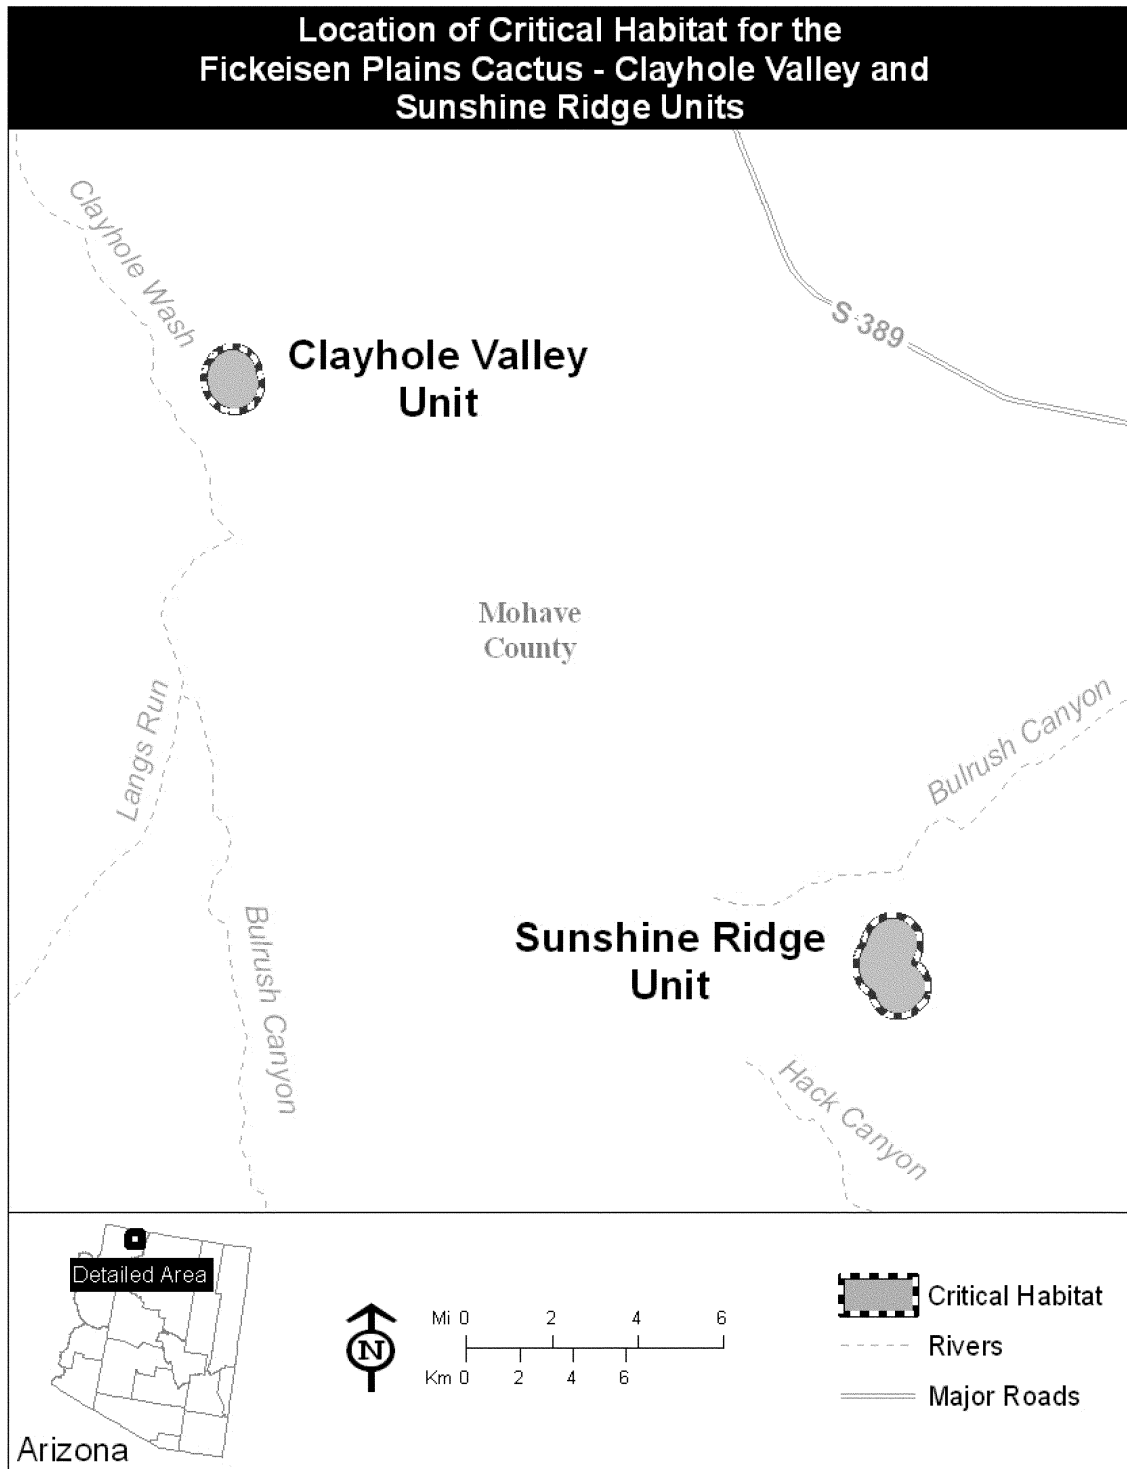 Location of Critical Habitat for the
Fickeisen Plains Cactus - Clayhole Valley and
Sunshine Ridge Units
Clayhole Wash
S 389
Clayhole Valley
Unit
Mohave
County
Langs Run
Bulrush Canyon
Bulrush Canyon
Sunshine Ridge
Unit
Hack Canyon
Detailed Area
Arizona
N
Mi 0 2 4 6
Km 0 2 4 6
Critical Habitat
Rivers
Major Roads